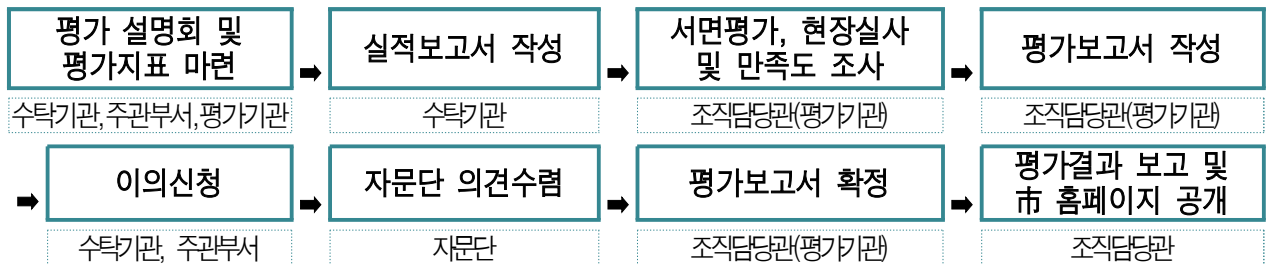 평가 설명회 및
평가지표 마련
수탁기관, 주관부서, 평가기관
➡
실적보고서 작성
수탁기관
➡
서면평가, 현장실사
및 만족도 조사
조직담당관(평가기관)
➡
평가보고서 작성
조직담당관(평가기관)
➡
이의신청
수탁기관, 주관부서
➡
자문단 의견수렴
자문단
➡
평가보고서 확정
조직담당관(평가기관)
➡
평가결과 보고 및
市 홈페이지 공개
조직담당관